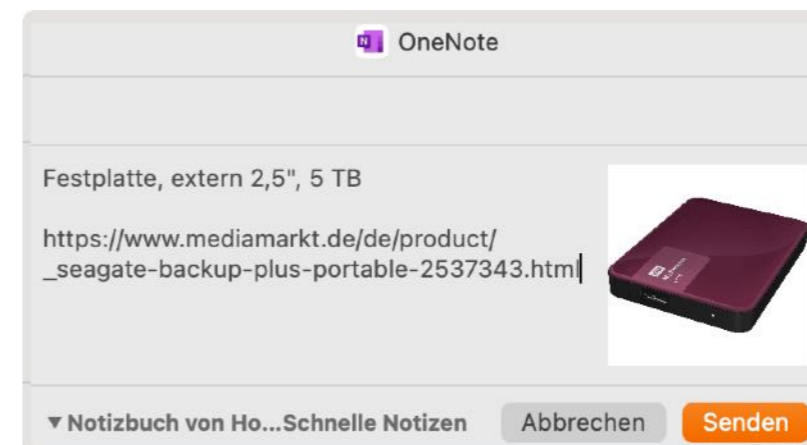 OneNote
Festplatte, extern 2,5", 5 TB
https://www.mediamarkt.de/de/product/
_seagate-backup-plus-portable-2537343.html
▼ Notizbuch von Ho...Schnelle Notizen
Abbrechen
Senden